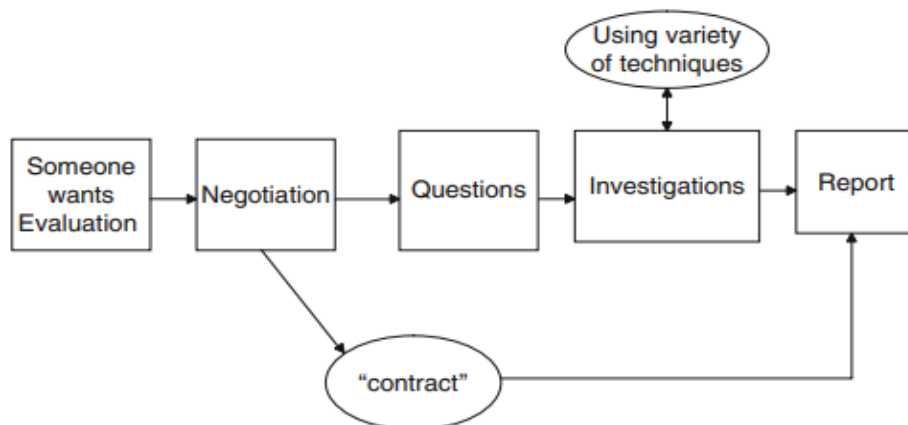 Using variety
of techniques
Someone
wants
Evaluation
Negotiation
Questions
Investigations
Report
“contract”